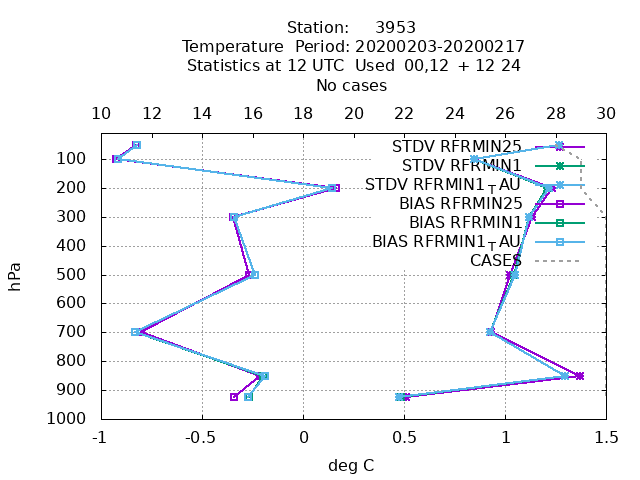 Station: 3953
Temperature Period: 20200203-20200217
Statistics at 12 UTC Used 00,12 + 12 24
No cases
10 12 14 16 18 20 22 24 26 28 30
STDV RFRMIN25
STDV RFRMIN1
STDV RFRMIN1TAU
BIAS RFRMIN25
BIAS RFRMIN1
BIAS RFRMIN1TAU
CASES
hPa
100
200
300
400
500
600
700
800
900
1000
-1 -0.5 0 0.5 1 1.5
deg C